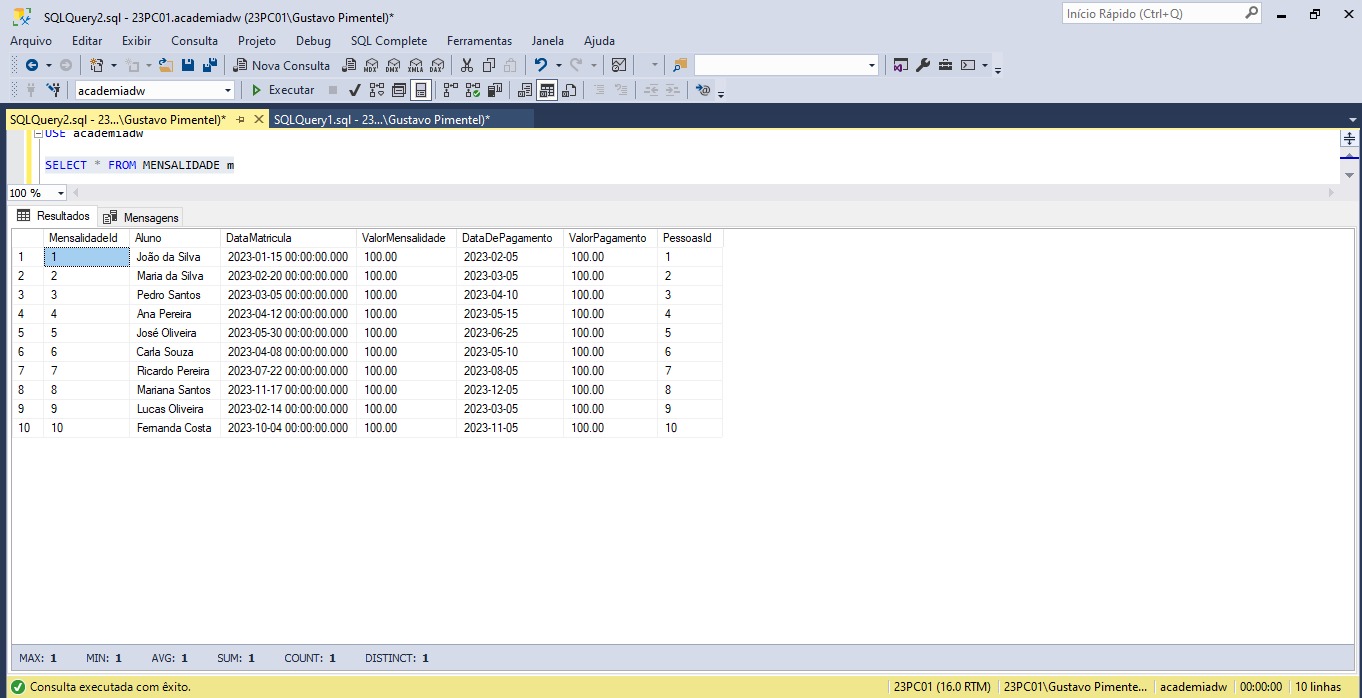 SQLQuery2.sql - 23PC01.academiadw (23PC01\Gustavo Pimentel)*
Início Rápido (Ctrl+Q)
Arquivo Editar Exibir Consulta Projeto Debug SQL Complete Ferramentas Janela Ajuda
Nova Consulta MDX DMX XMLA DAX
academiadw Executar
SQLQuery2.sql - 23...\Gustavo Pimentel)* SQLQuery1.sql - 23...\Gustavo Pimentel)*
USE academiadw
SELECT * FROM MENSALIDADE m
100 %
Resultados Mensagens
MensalidadeId Aluno DataMatricula ValorMensalidade DataDePagamento ValorPagamento PessoasId
1 1 João da Silva 2023-01-15 00:00:00.000 100.00 2023-02-05 100.00 1
2 2 Maria da Silva 2023-02-20 00:00:00.000 100.00 2023-03-05 100.00 2
3 3 Pedro Santos 2023-03-05 00:00:00.000 100.00 2023-04-10 100.00 3
4 4 Ana Pereira 2023-04-12 00:00:00.000 100.00 2023-05-15 100.00 4
5 5 José Oliveira 2023-05-30 00:00:00.000 100.00 2023-06-25 100.00 5
6 6 Carla Souza 2023-04-08 00:00:00.000 100.00 2023-05-10 100.00 6
7 7 Ricardo Pereira 2023-07-22 00:00:00.000 100.00 2023-08-05 100.00 7
8 8 Mariana Santos 2023-11-17 00:00:00.000 100.00 2023-12-05 100.00 8
9 9 Lucas Oliveira 2023-02-14 00:00:00.000 100.00 2023-03-05 100.00 9
10 10 Fernanda Costa 2023-10-04 00:00:00.000 100.00 2023-11-05 100.00 10
MAX: 1 MIN: 1 AVG: 1 SUM: 1 COUNT: 1 DISTINCT: 1
Consulta executada com êxito. 23PC01 (16.0 RTM) 23PC01\Gustavo Pimente... academiadw 00:00:00 10 linhas